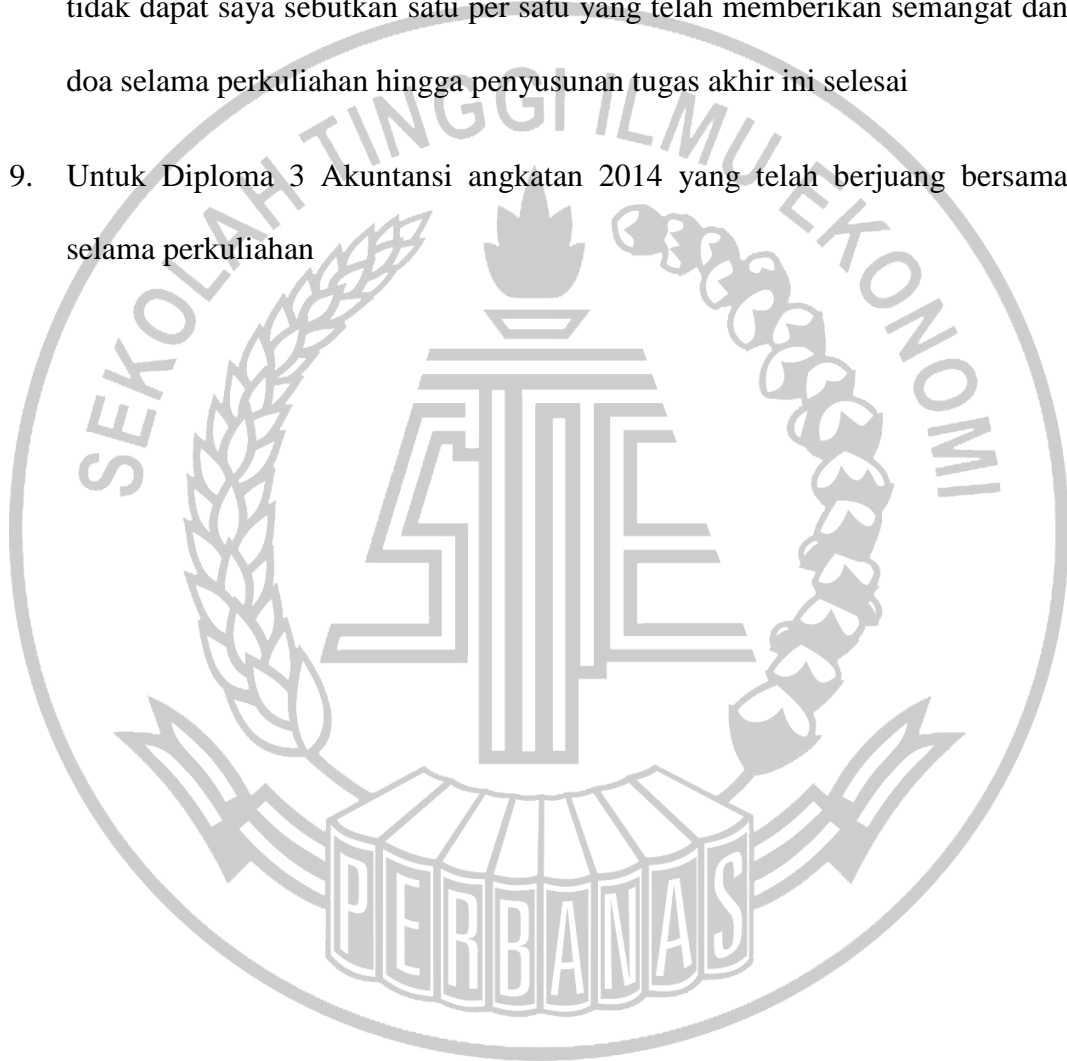 tidak dapat saya sebutkan satu per satu yang telah memberikan semangat dan
doa selama perkuliahan hingga penyusunan tugas akhir ini selesai
9. Untuk Diploma 3 Akuntansi angkatan 2014 yang telah berjuang bersama
selama perkuliahan
SEKOLAH TINGGI ILMU EKONOMI
STIE
PERBANAS